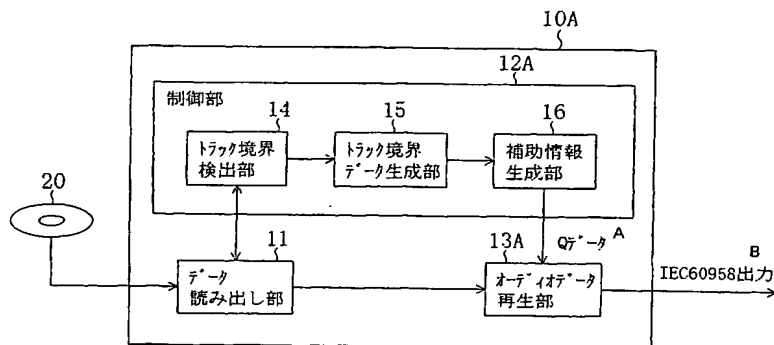 10A
12A
制御部
14
15
16
トラック境界
検出部
トラック境界
データ生成部
補助情報
生成部
20
11
データ
読み出し部
Qデータ
A
13A
オーディオデータ
再生部
B
IEC60958出力